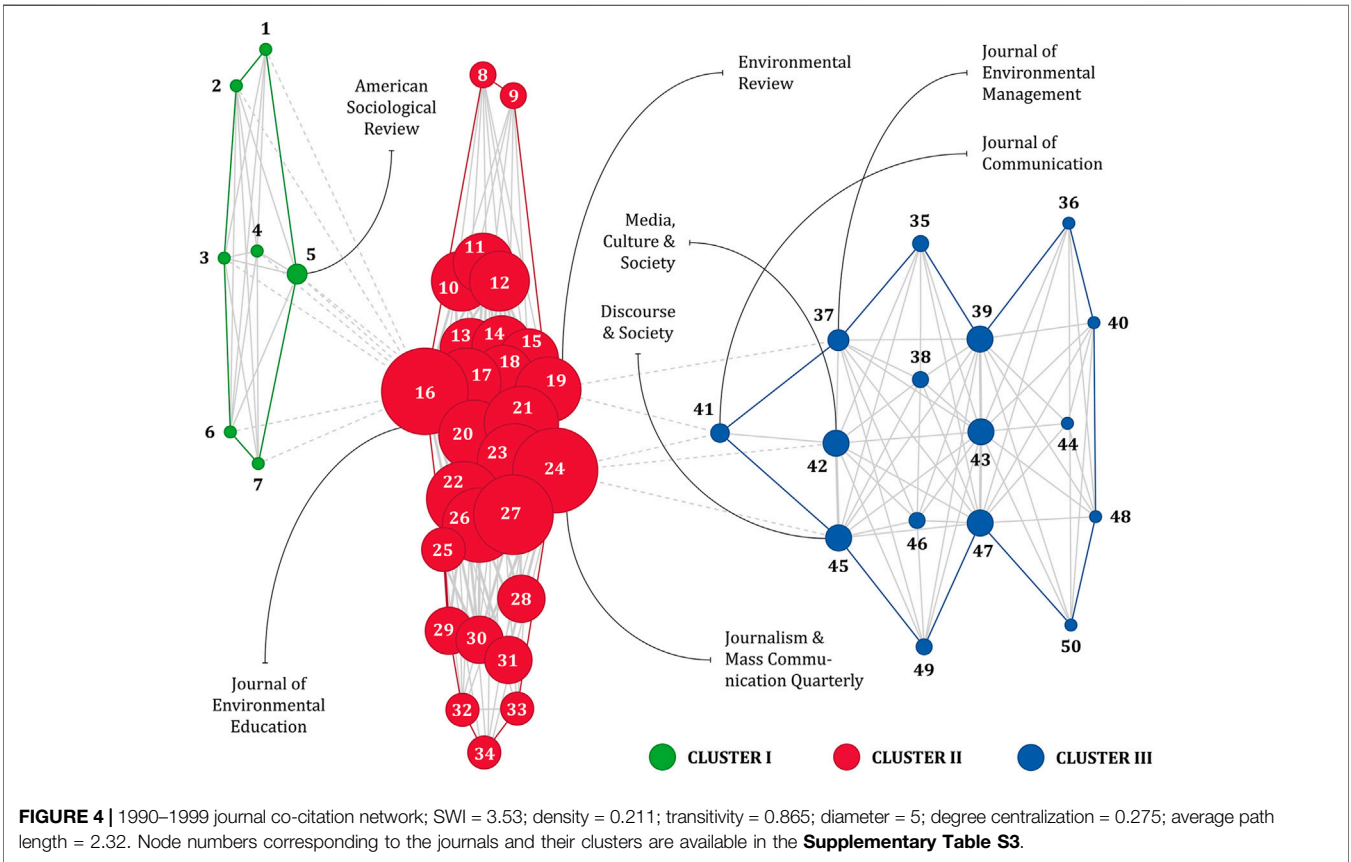 1
2
American
Sociological
Review
3
4
5
6
7
8
9
Environmental
Review
Journal of
Environmental
Management
Journal of
Communication
Media,
Culture &
Society
Discourse
& Society
10
11
12
13
14
15
16
17
18
19
20
21
22
23
24
25
26
27
28
29
30
31
32
33
34
35
36
37
38
39
40
41
42
43
44
45
46
47
48
49
50
Journal of
Environmental
Education
Journalism &
Mass Commu-
nication Quarterly
CLUSTER I
CLUSTER II
CLUSTER III
FIGURE 4 | 1990–1999 journal co-citation network; SWI = 3.53; density = 0.211; transitivity = 0.865; diameter = 5; degree centralization = 0.275; average path
length = 2.32. Node numbers corresponding to the journals and their clusters are available in the Supplementary Table S3.